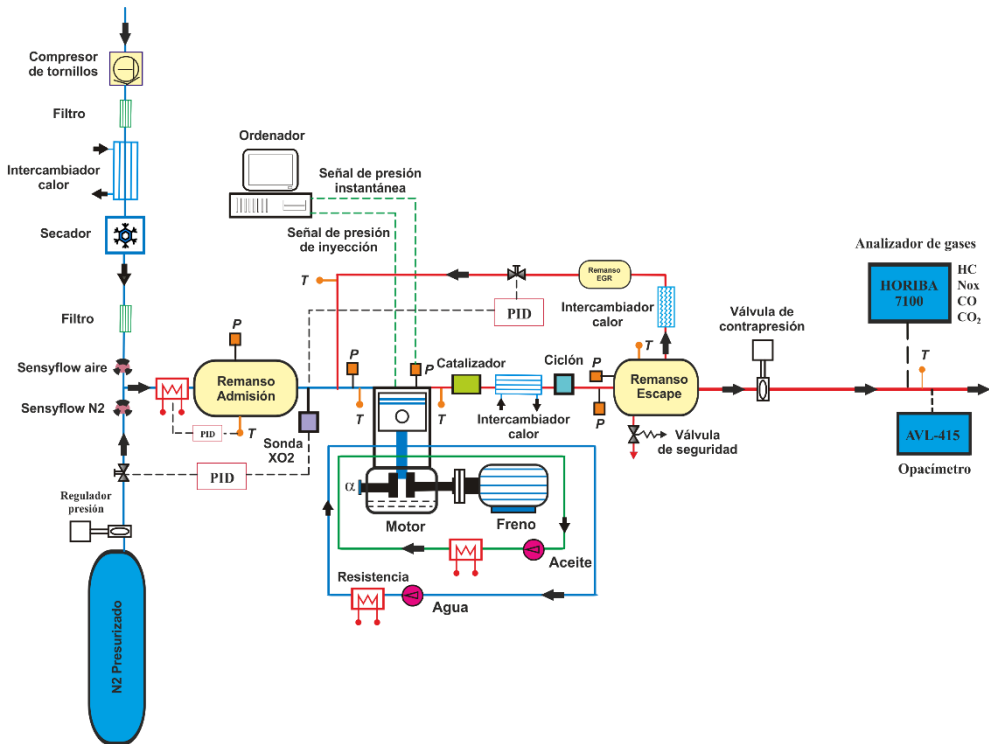 Compresor
de tornillos
Filtro
Intercambiador
calor
Secador
Filtro
Sensyflow aire
Sensyflow N2
Regulador
presión
N2 Presurizado
PID
T
PID
P
Remanso
Admisión
Sonda
XO2
Ordenador
Señal de presión
instantánea
Señal de presión
de inyección
T
P
T
P
T
α
Motor
Freno
Aceite
Resistencia
Agua
PID
Remanso
EGR
Intercambiador
calor
Catalizador
Intercambiador
calor
Ciclón
P
P
T
Remanso
Escape
Válvula
de seguridad
Válvula de
contrapresión
Analizador de gases
HORIBA
7100
HC
Nox
CO
CO₂
T
AVL-415
Opacímetro